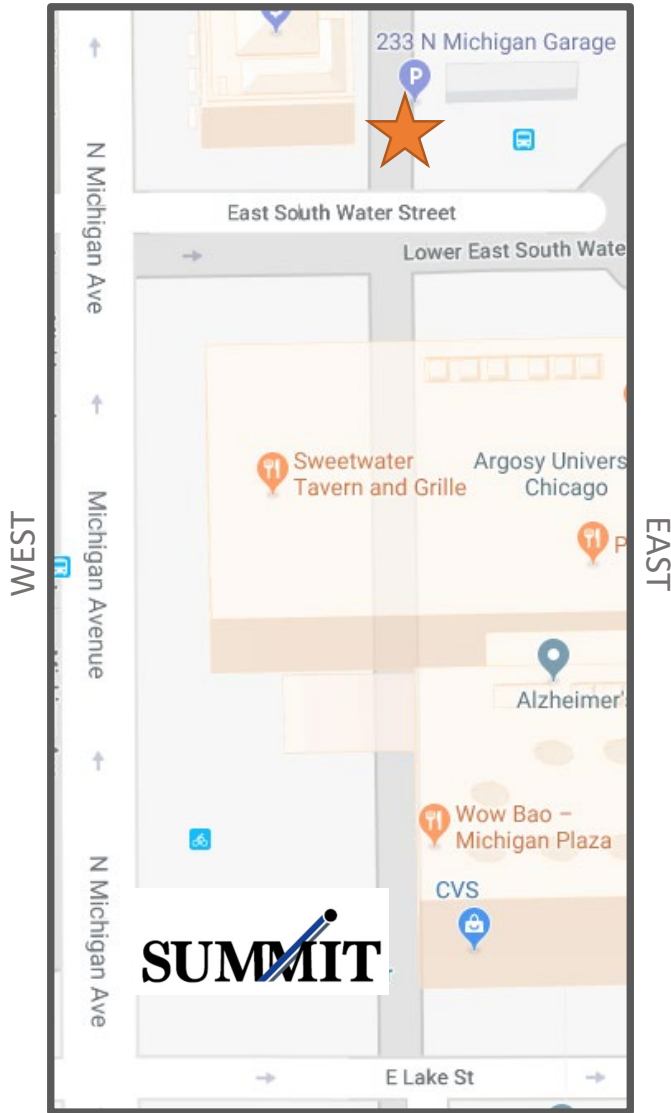 233 N Michigan Garage
P
N Michigan Ave
East South Water Street
Lower East South Wate
Sweetwater
Tavern and Grille
Argosy Univers
Chicago
WEST
EAST
Michigan Avenue
P
Alzheimer's
Wow Bao –
Michigan Plaza
CVS
N Michigan Ave
SUMMIT
E Lake St